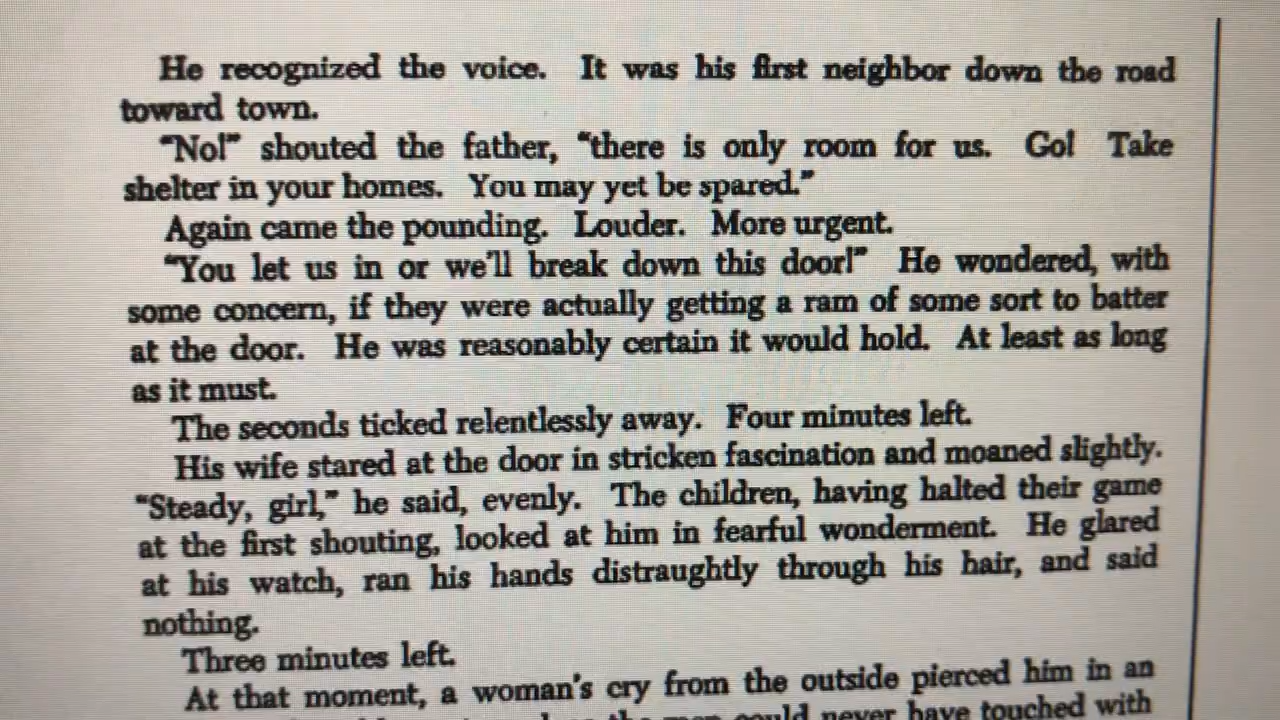 He recognized the voice. It was his first neighbor down the road
toward town.
"No!" shouted the father, "there is only room for us. Go! Take
shelter in your homes. You may yet be spared."
Again came the pounding. Louder. More urgent.
"You let us in or we'll break down this door!" He wondered, with
some concern, if they were actually getting a ram of some sort to batter
at the door. He was reasonably certain it would hold. At least as long
as it must.
The seconds ticked relentlessly away. Four minutes left.
His wife stared at the door in stricken fascination and moaned slightly.
"Steady, girl," he said, evenly. The children, having halted their game
at the first shouting, looked at him in fearful wonderment. He glared
at his watch, ran his hands distraughtly through his hair, and said
nothing.
Three minutes left.
At that moment, a woman's cry from the outside pierced him in an
could never have touched with